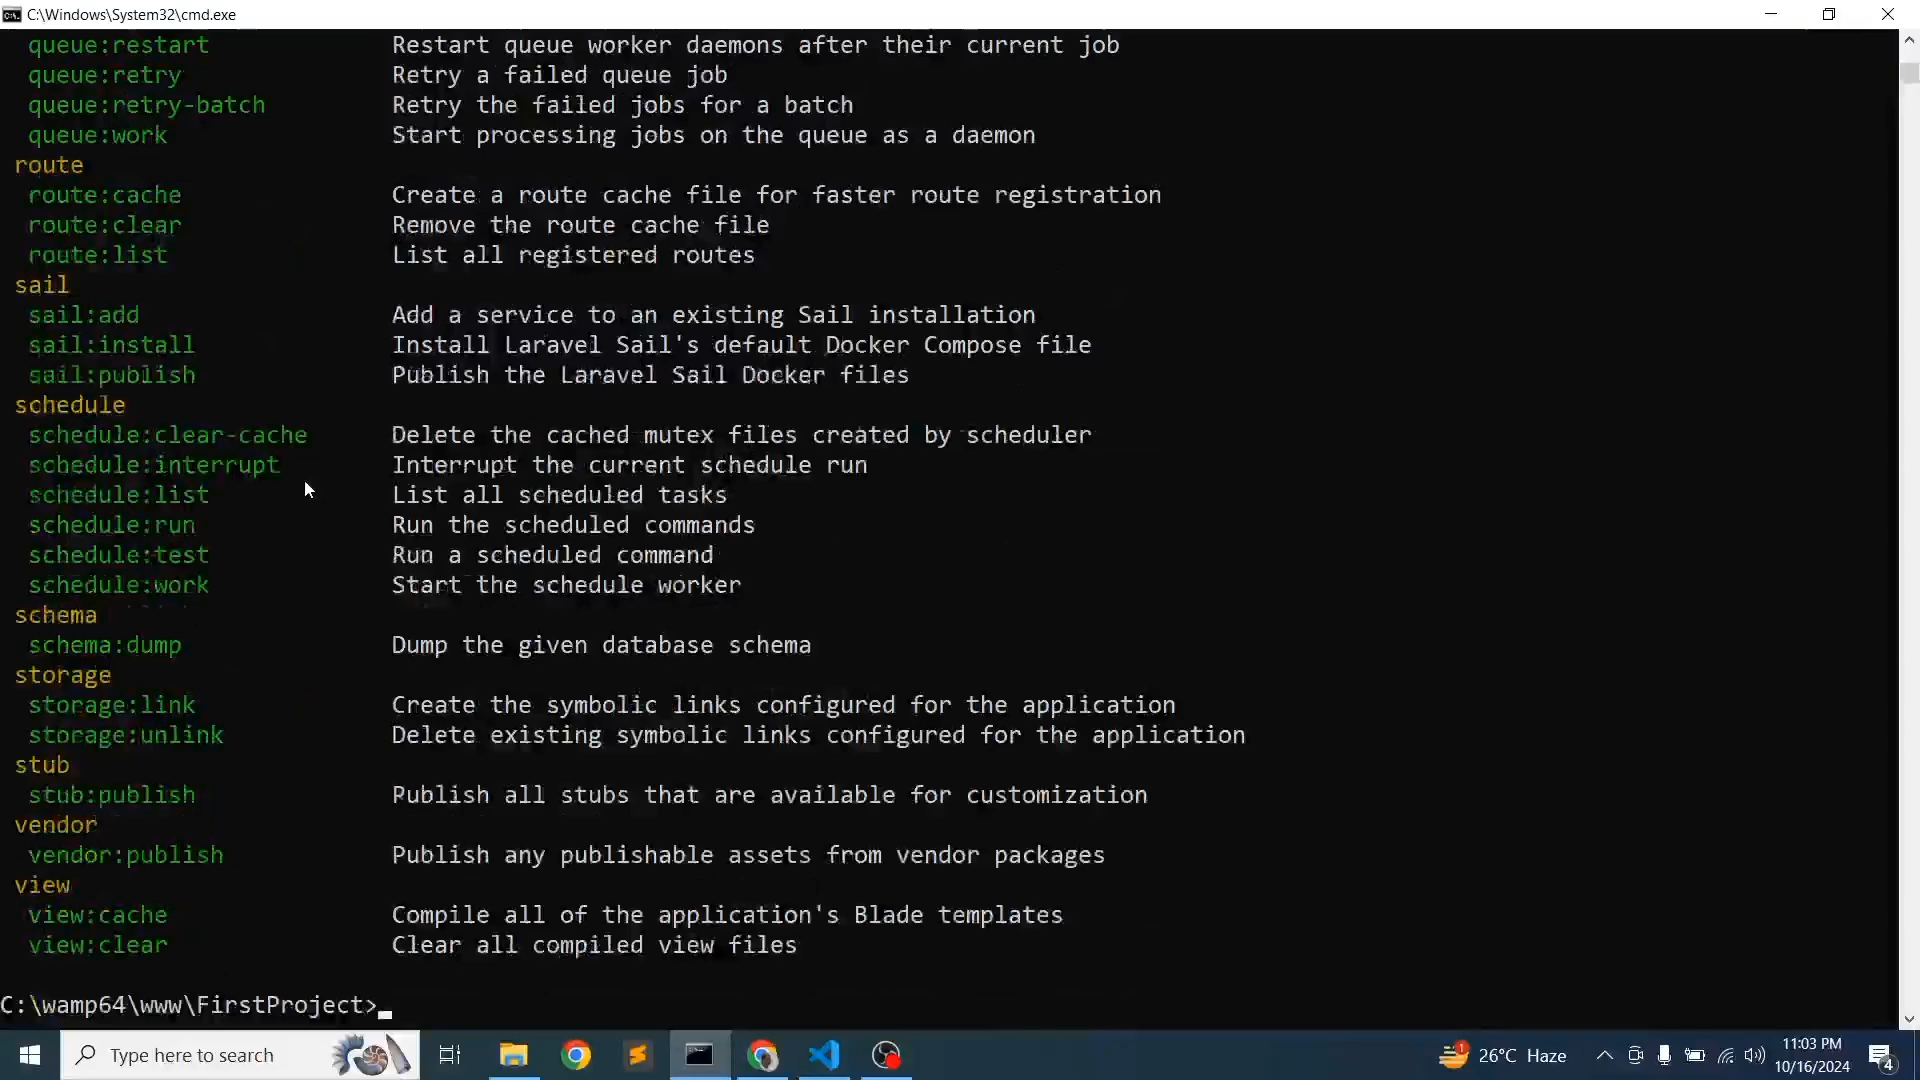 C:\Windows\System32\cmd.exe
queue:restart Restart queue worker daemons after their current job
queue:retry Retry a failed queue job
queue:retry-batch Retry the failed jobs for a batch
queue:work Start processing jobs on the queue as a daemon
route
route:cache Create a route cache file for faster route registration
route:clear Remove the route cache file
route:list List all registered routes
sail
sail:add Add a service to an existing Sail installation
sail:install Install Laravel Sail's default Docker Compose file
sail:publish Publish the Laravel Sail Docker files
schedule
schedule:clear-cache Delete the cached mutex files created by scheduler
schedule:interrupt Interrupt the current schedule run
schedule:list List all scheduled tasks
schedule:run Run the scheduled commands
schedule:test Run a scheduled command
schedule:work Start the schedule worker
schema
schema:dump Dump the given database schema
storage
storage:link Create the symbolic links configured for the application
storage:unlink Delete existing symbolic links configured for the application
stub
stub:publish Publish all stubs that are available for customization
vendor
vendor:publish Publish any publishable assets from vendor packages
view
view:cache Compile all of the application's Blade templates
view:clear Clear all compiled view files
C:\wamp64\www\FirstProject>
Type here to search
1
26°C Haze
11:03 PM
10/16/2024
4